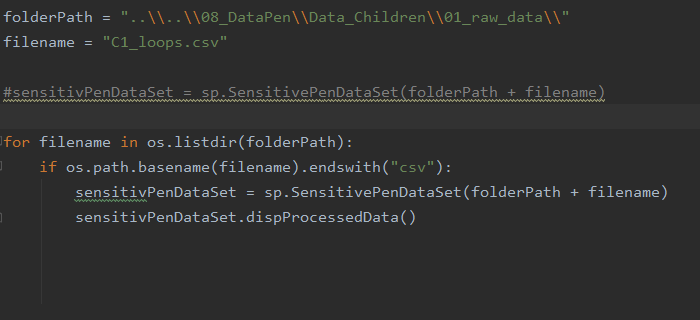 folderPath = "..\\..\\08_DataPen\\Data_Children\\01_raw_data\\"
filename = "C1_loops.csv"
#sensitivPenDataSet = sp.SensitivePenDataSet(folderPath + filename)
for filename in os.listdir(folderPath):
if os.path.basename(filename).endswith("csv"):
sensitivPenDataSet = sp.SensitivePenDataSet(folderPath + filename)
sensitivPenDataSet.dispProcessedData()